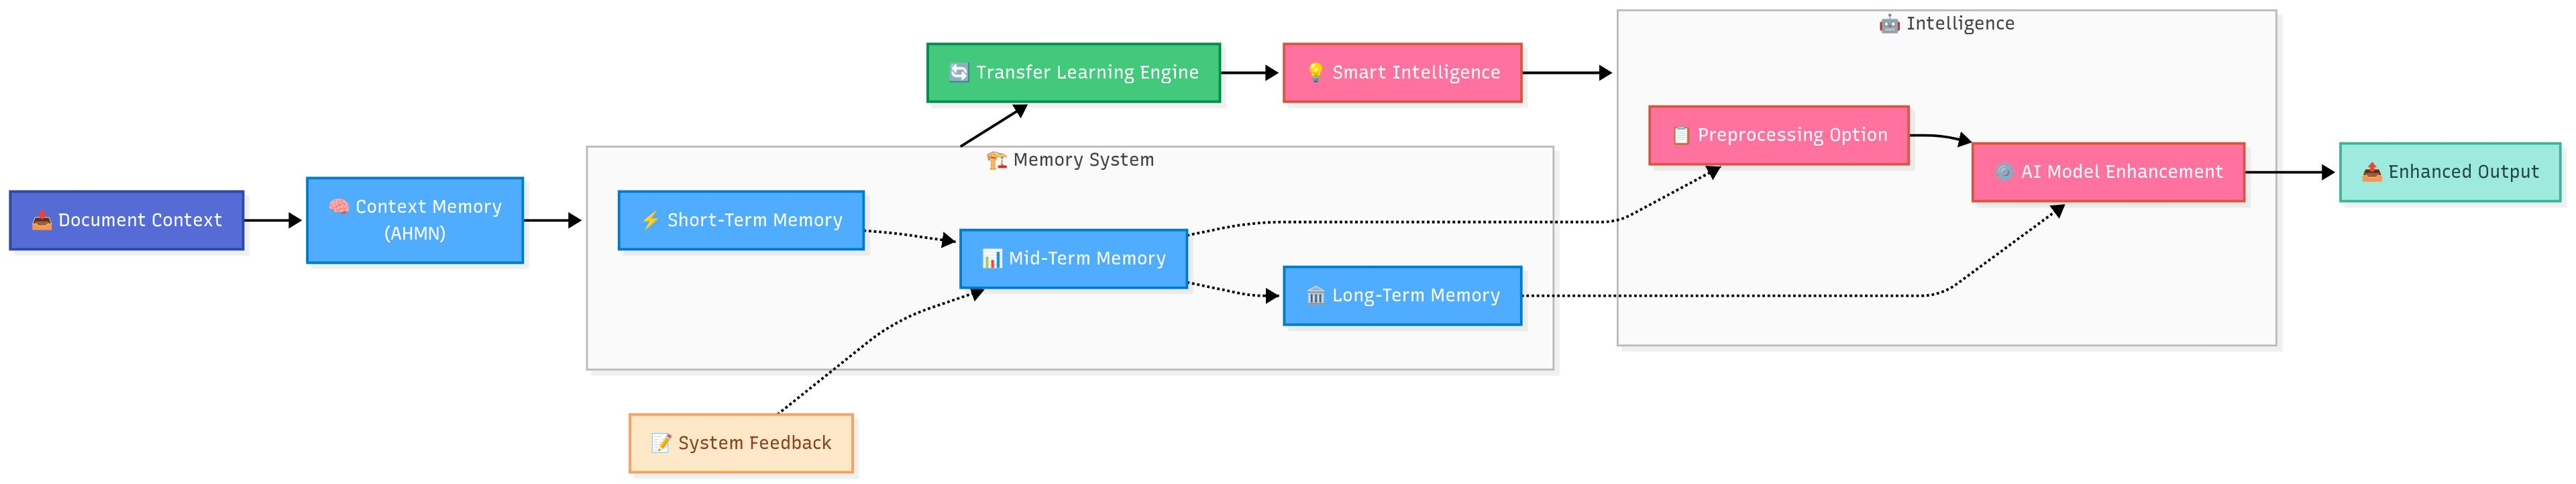 🤖 Intelligence
🔄 Transfer Learning Engine
💡 Smart Intelligence
📋 Preprocessing Option
🏗️ Memory System
⚙️ AI Model Enhancement
📤 Enhanced Output
📥 Document Context
🧠 Context Memory
(AHMN)
⚡ Short-Term Memory
📊 Mid-Term Memory
🏛️ Long-Term Memory
📝 System Feedback